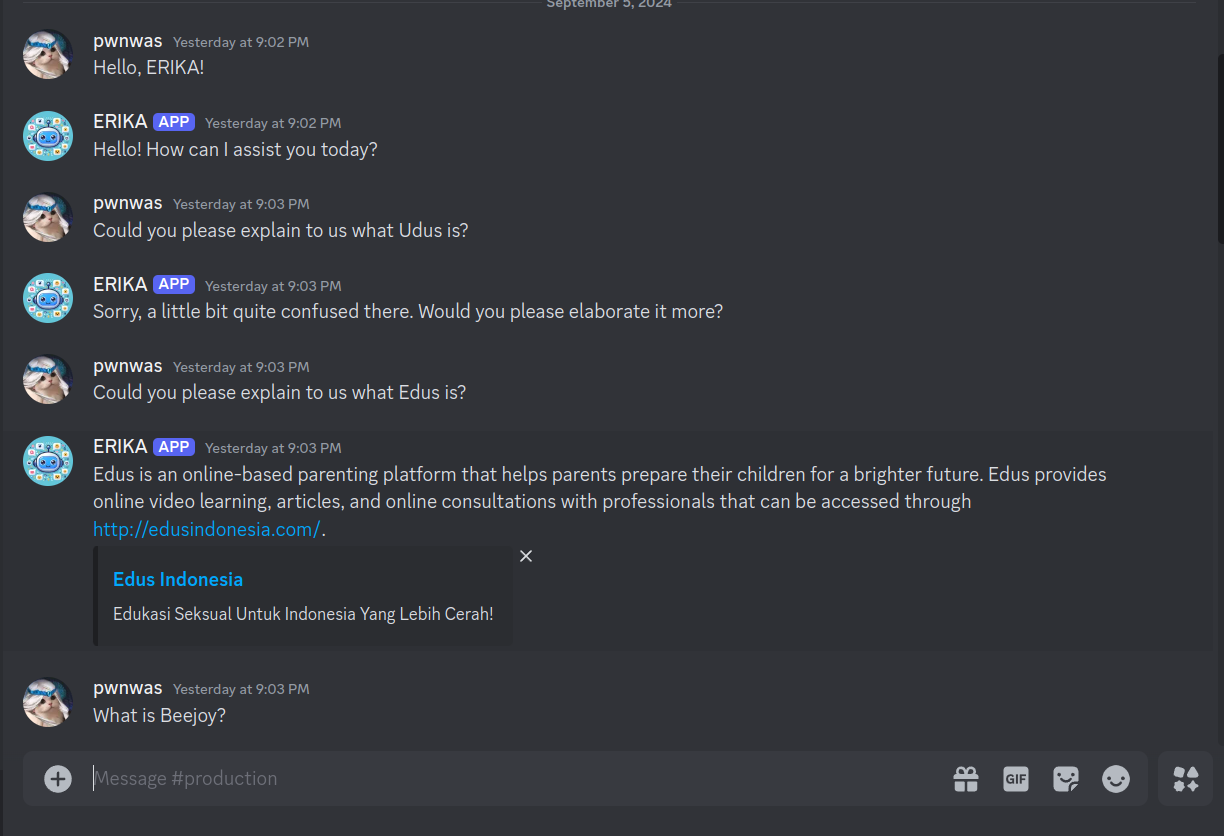 September 5, 2024
pwnwas Yesterday at 9:02 PM
Hello, ERIKA!
ERIKA APP Yesterday at 9:02 PM
Hello! How can I assist you today?
pwnwas Yesterday at 9:03 PM
Could you please explain to us what Udus is?
ERIKA APP Yesterday at 9:03 PM
Sorry, a little bit quite confused there. Would you please elaborate it more?
pwnwas Yesterday at 9:03 PM
Could you please explain to us what Edus is?
ERIKA APP Yesterday at 9:03 PM
Edus is an online-based parenting platform that helps parents prepare their children for a brighter future. Edus provides
online video learning, articles, and online consultations with professionals that can be accessed through
http://edusindonesia.com/.
Edus Indonesia
Edukasi Seksual Untuk Indonesia Yang Lebih Cerah!
pwnwas Yesterday at 9:03 PM
What is Beejoy?
Message #production
GIF